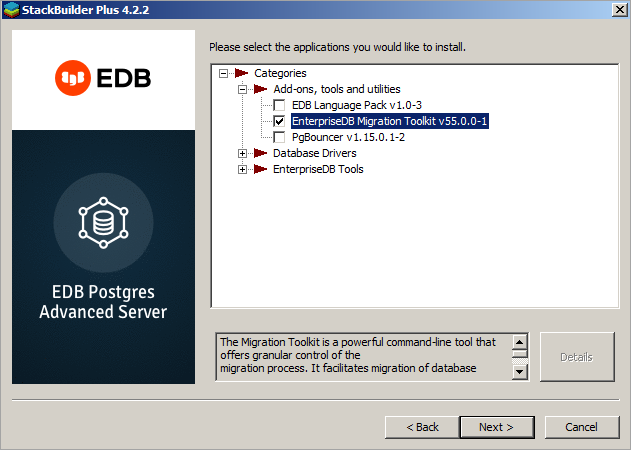 StackBuilder Plus 4.2.2
EDB
EDB Postgres
Advanced Server
Please select the applications you would like to install.
Categories
Add-ons, tools and utilities
EDB Language Pack v1.0-3
EnterpriseDB Migration Toolkit v55.0.0-1
PgBouncer v1.15.0.1-2
Database Drivers
EnterpriseDB Tools
The Migration Toolkit is a powerful command-line tool that
offers granular control of the
migration process. It facilitates migration of database
Details
< Back
Next >
Cancel